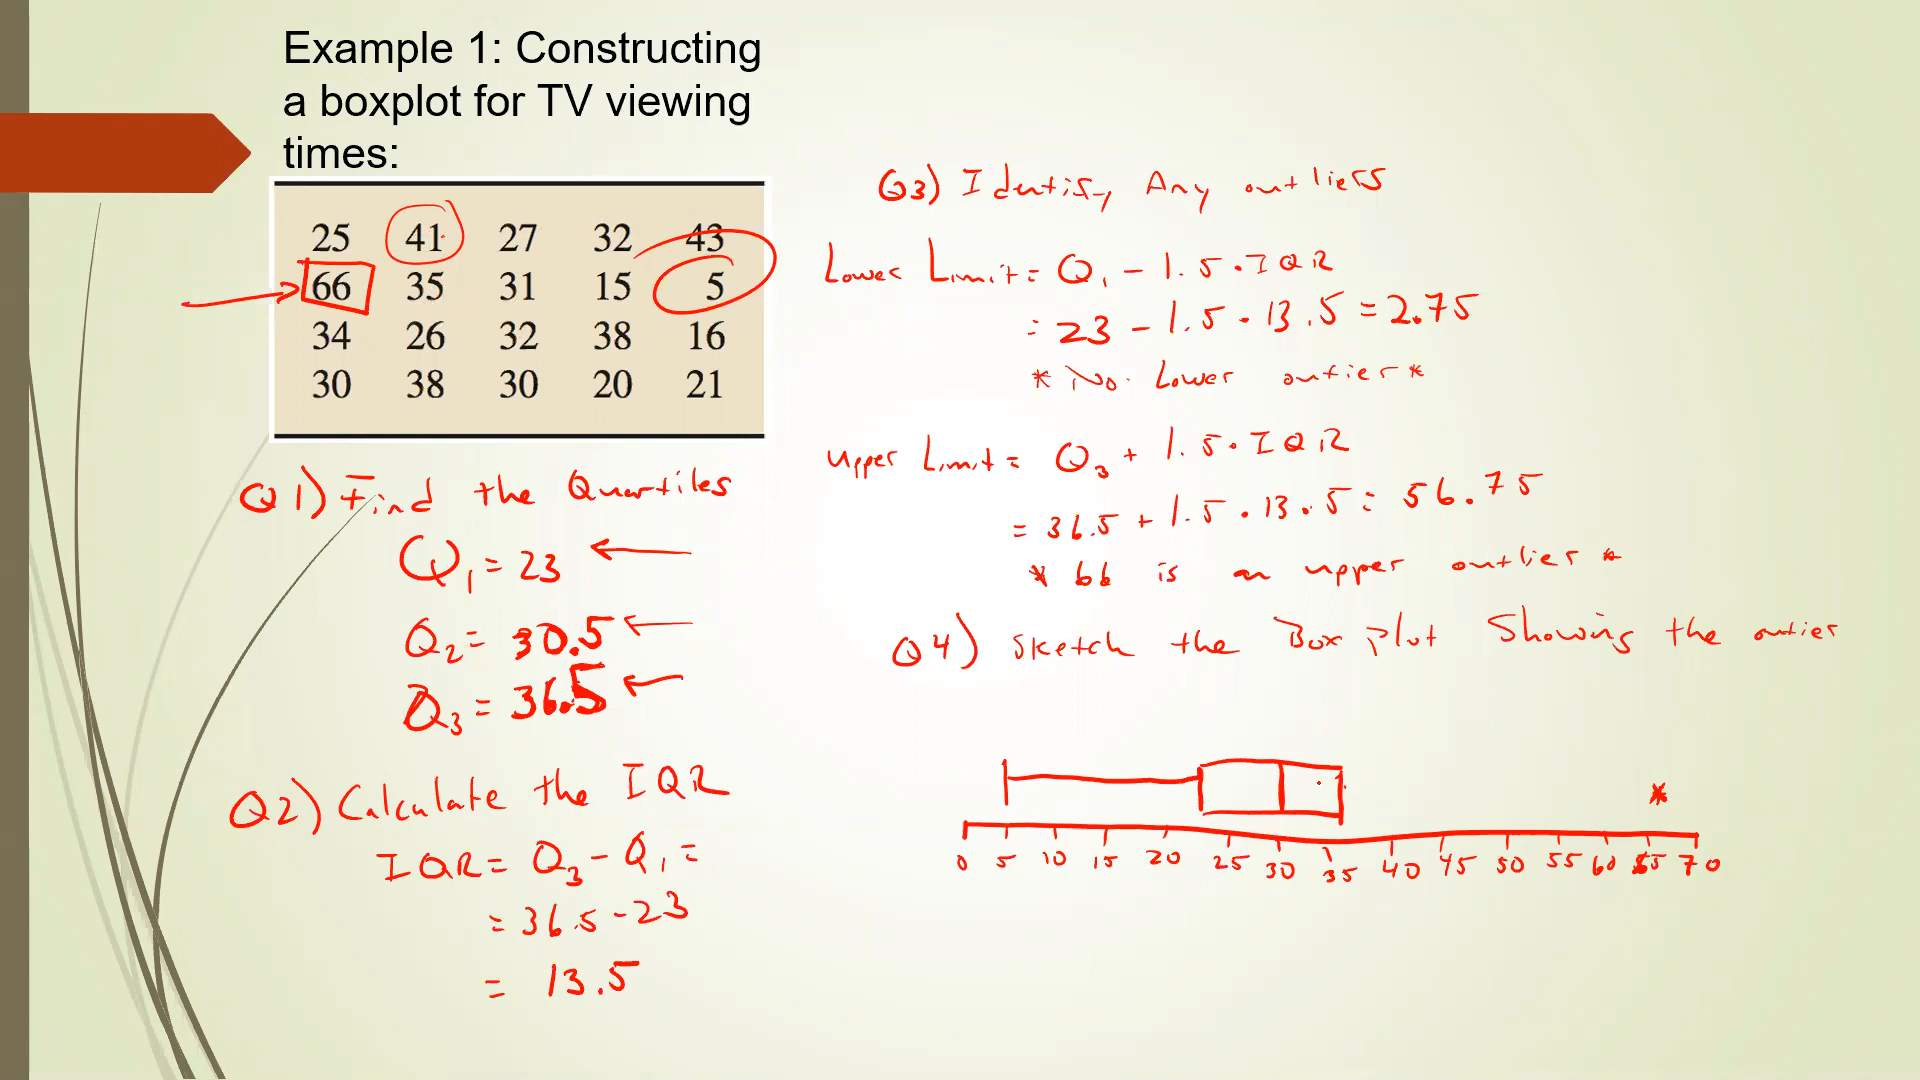 Example 1: Constructing
a boxplot for TV viewing
times:
25 41 27 32 43
66 35 31 15 5
34 26 32 38 16
30 38 30 20 21
Q1) Find the Quartiles
Q1 = 23
Q2 = 30.5
Q3 = 36.5
Q2) Calculate the IQR
IQR = Q3 - Q1 =
= 36.5 - 23
= 13.5
Q3) Identify Any outliers
Lower Limit = Q1 - 1.5 · IQR
= 23 - 1.5 · 13.5 = 2.75
* No Lower outier *
Upper Limit = Q3 + 1.5 · IQR
= 36.5 + 1.5 · 13.5 = 56.75
* 66 is an upper outlier *
Q4) Sketch the Box plot Showing the outier
*
0 5 10 15 20 25 30 35 40 45 50 55 60 65 70